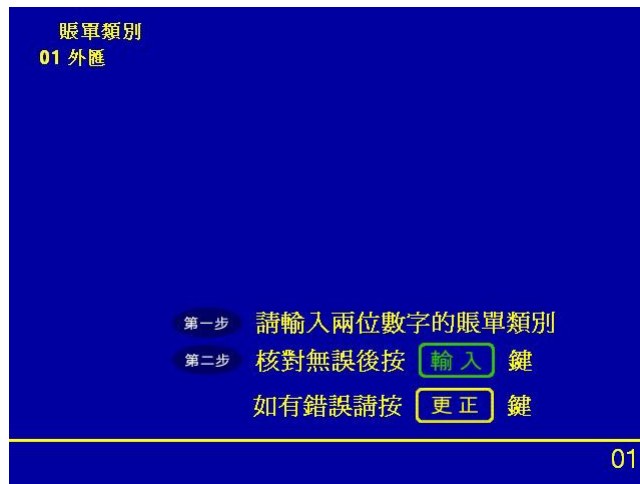 賬單類別
01 外匯
第一步 請輸入兩位數字的賬單類別
第二步 核對無誤後按 輸入 鍵
如有錯誤請按 更正 鍵
01